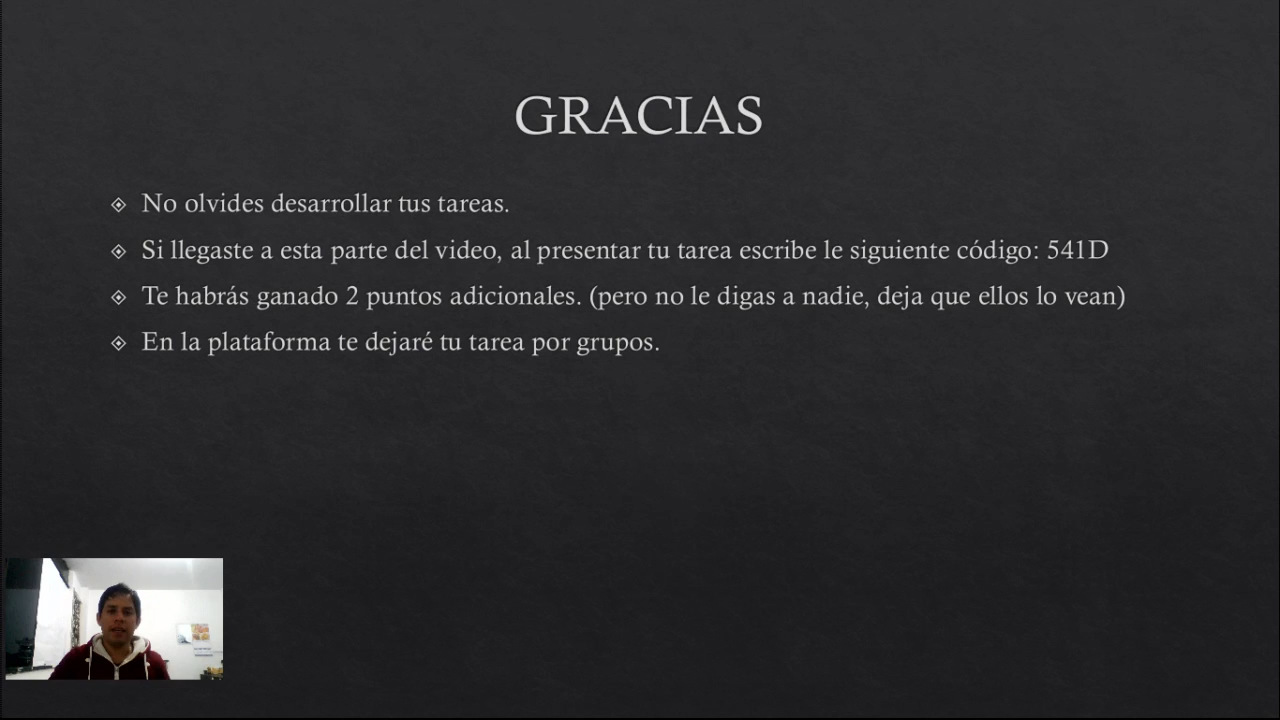 GRACIAS
No olvides desarrollar tus tareas.
Si llegaste a esta parte del video, al presentar tu tarea escribe le siguiente código: 541D
Te habrás ganado 2 puntos adicionales. (pero no le digas a nadie, deja que ellos lo vean)
En la plataforma te dejaré tu tarea por grupos.